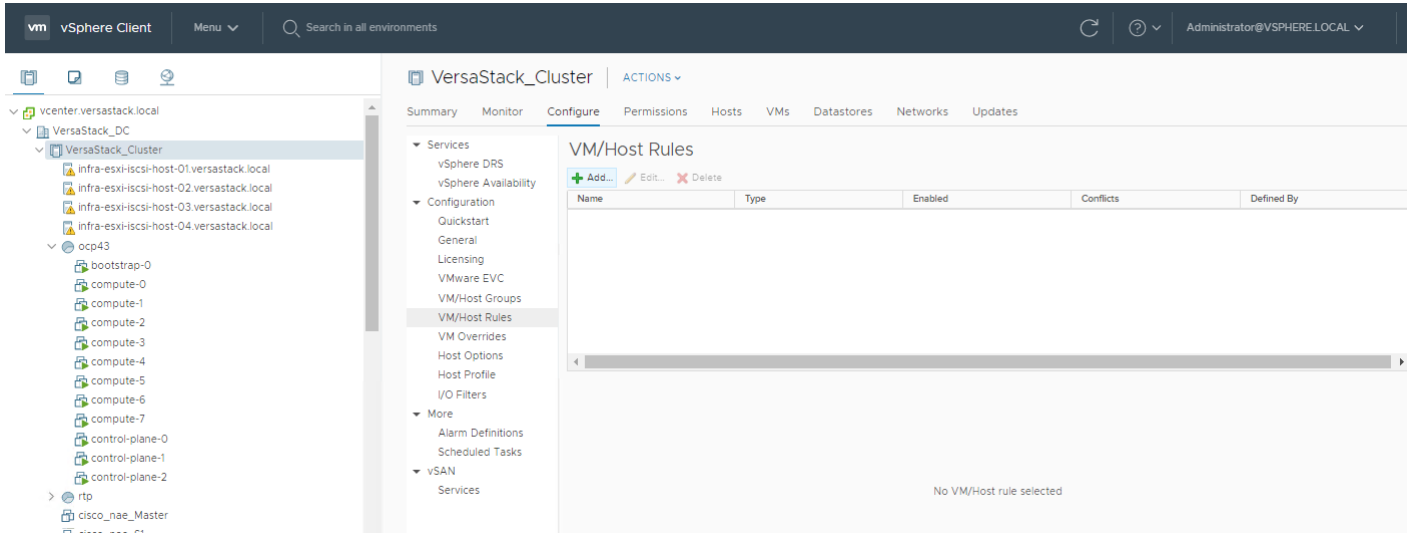 vm vSphere Client Menu Search in all environments Administrator@VSPHERE.LOCAL
vcenter.versastack.local
VersaStack_DC
VersaStack_Cluster
infra-esxi-iscsi-host-01.versastack.local
infra-esxi-iscsi-host-02.versastack.local
infra-esxi-iscsi-host-03.versastack.local
infra-esxi-iscsi-host-04.versastack.local
ocp43
bootstrap-0
compute-0
compute-1
compute-2
compute-3
compute-4
compute-5
compute-6
compute-7
control-plane-0
control-plane-1
control-plane-2
rtp
cisco_nae_Master
VersaStack_Cluster ACTIONS
Summary Monitor Configure Permissions Hosts VMs Datastores Networks Updates
Services
vSphere DRS
vSphere Availability
Configuration
Quickstart
General
Licensing
VMware EVC
VM/Host Groups
VM/Host Rules
VM Overrides
Host Options
Host Profile
I/O Filters
More
Alarm Definitions
Scheduled Tasks
vSAN
Services
VM/Host Rules
Add... Edit... Delete
Name Type Enabled Conflicts Defined By
No VM/Host rule selected